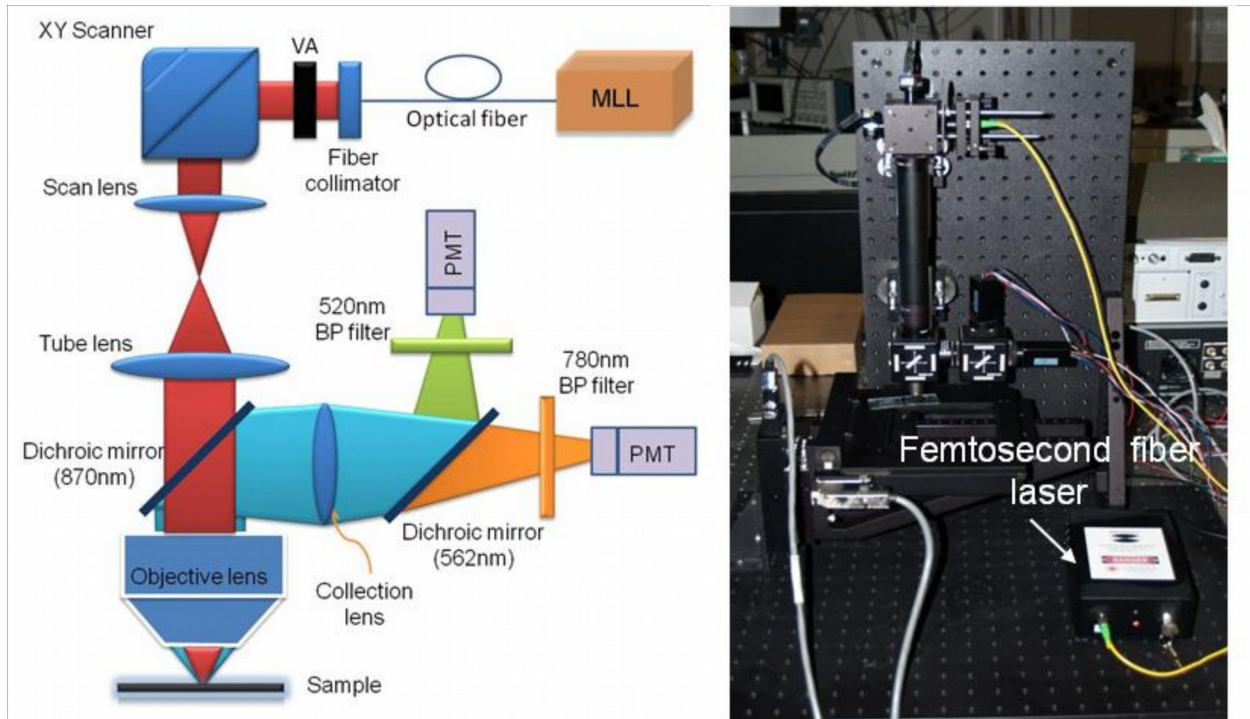 XY Scanner
VA
MLL
Optical fiber
Fiber
collimator
Scan lens
PMT
520nm
BP filter
Tube lens
780nm
BP filter
PMT
Dichroic mirror
(870nm)
Dichroic mirror
(562nm)
Objective lens
Collection
lens
Sample
Femtosecond fiber
laser
DANGER